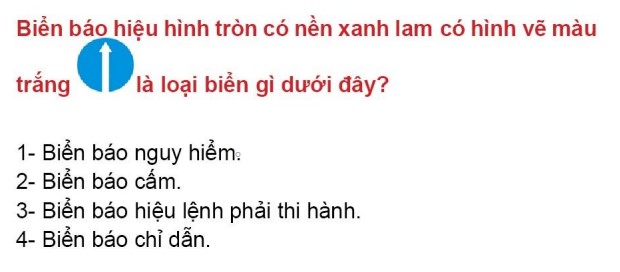 Biển báo hiệu hình tròn có nền xanh lam có hình vẽ màu
trắng là loại biển gì dưới đây?
1- Biển báo nguy hiểm.
2- Biển báo cấm.
3- Biển báo hiệu lệnh phải thi hành.
4- Biển báo chỉ dẫn.